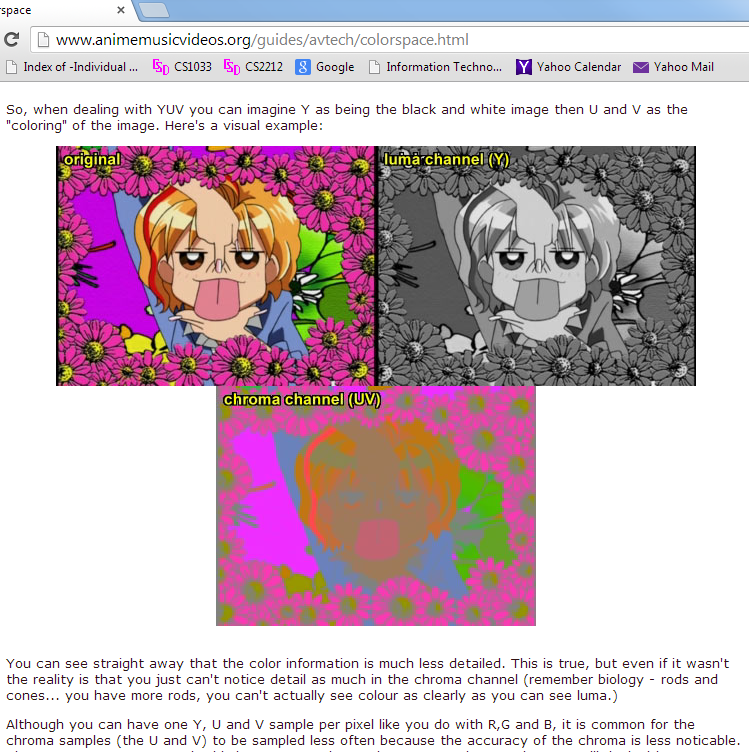 rspace
www.animemusicvideos.org/guides/avtech/colorspace.html
Index of -Individual ... CS1033 CS2212 Google Information Techno... Yahoo Calendar Yahoo Mail
So, when dealing with YUV you can imagine Y as being the black and white image then U and V as the
"coloring" of the image. Here's a visual example:
original luma channel (Y)
chroma channel (UV)
You can see straight away that the color information is much less detailed. This is true, but even if it wasn't
the reality is that you just can't notice detail as much in the chroma channel (remember biology - rods and
cones... you have more rods, you can't actually see colour as clearly as you can see luma.)
Although you can have one Y, U and V sample per pixel like you do with R,G and B, it is common for the
chroma samples (the U and V) to be sampled less often because the accuracy of the chroma is less noticable.